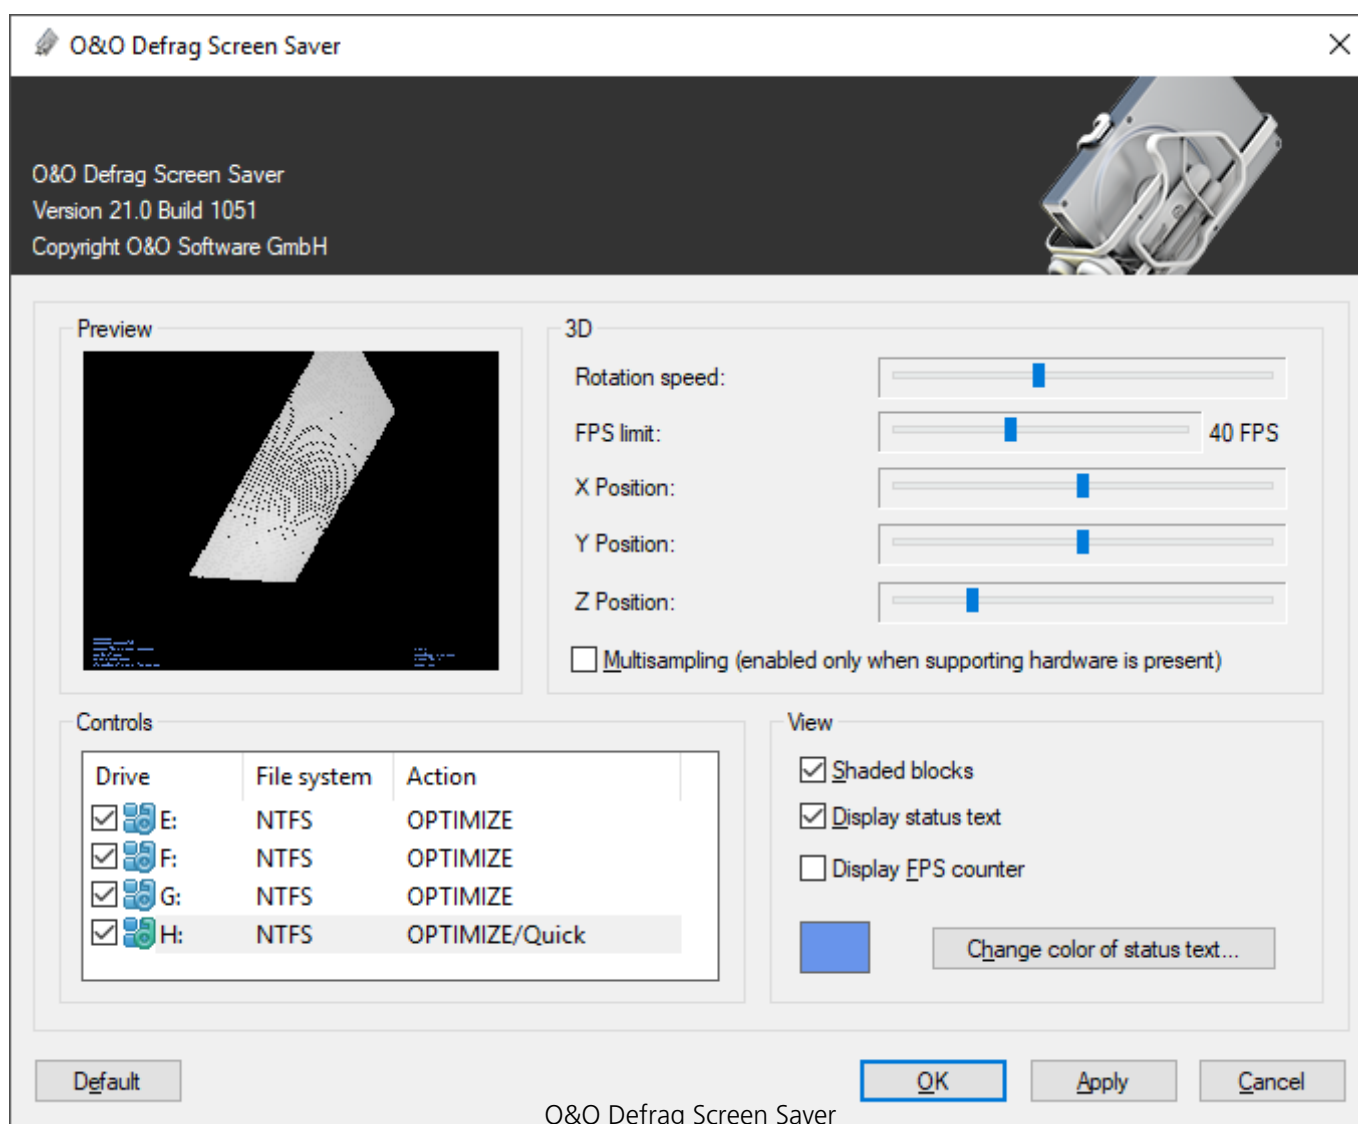 O&O Defrag Screen Saver
O&O Defrag Screen Saver
Version 21.0 Build 1051
Copyright O&O Software GmbH
Preview
3D
Rotation speed:
FPS limit:
40 FPS
X Position:
Y Position:
Z Position:
Multisampling (enabled only when supporting hardware is present)
Controls
Drive File system Action
E: NTFS OPTIMIZE
F: NTFS OPTIMIZE
G: NTFS OPTIMIZE
H: NTFS OPTIMIZE/Quick
View
Shaded blocks
Display status text
Display FPS counter
Change color of status text...
Default
OK
Apply
Cancel
O&O Defrag Screen Saver